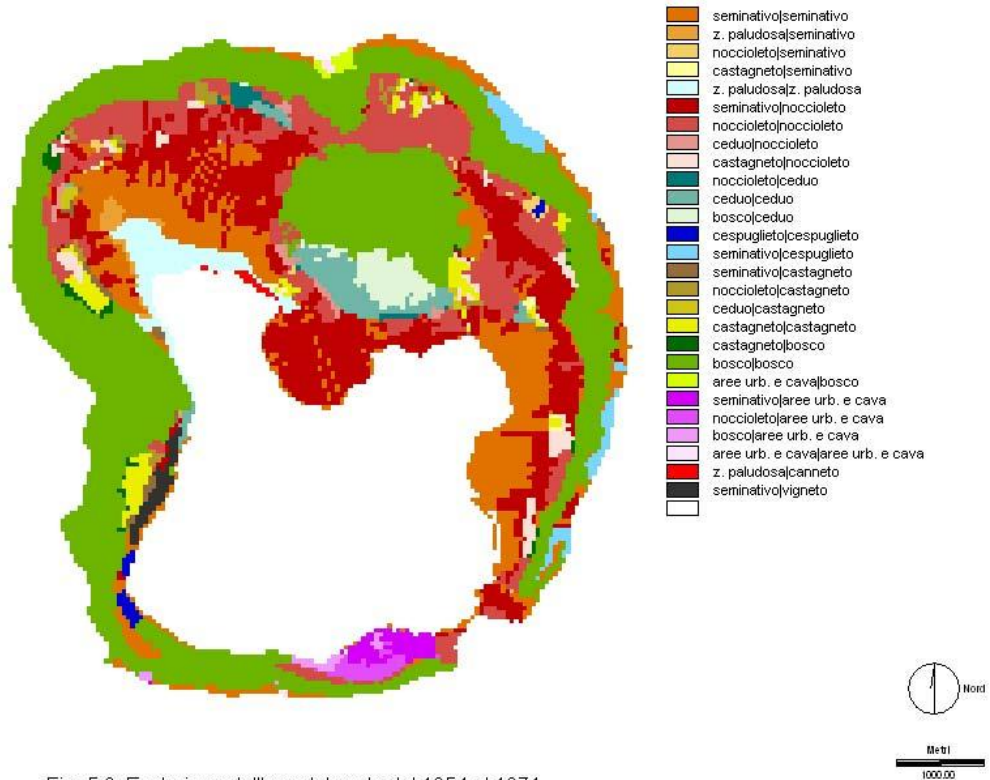 seminativo|seminativo
z. paludosa|seminativo
noccioleto|seminativo
castagneto|seminativo
z. paludosa|z. paludosa
seminativo|noccioleto
noccioleto|noccioleto
ceduo|noccioleto
castagneto|noccioleto
noccioleto|ceduo
ceduo|ceduo
bosco|ceduo
cespuglieto|cespuglieto
seminativo|cespuglieto
seminativo|castagneto
noccioleto|castagneto
ceduo|castagneto
castagneto|castagneto
castagneto|bosco
bosco|bosco
aree urb. e cava|bosco
seminativo|aree urb. e cava
noccioleto|aree urb. e cava
bosco|aree urb. e cava
aree urb. e cava|aree urb. e cava
z. paludosa|canneto
seminativo|vigneto
Nord
Metri
1000.00